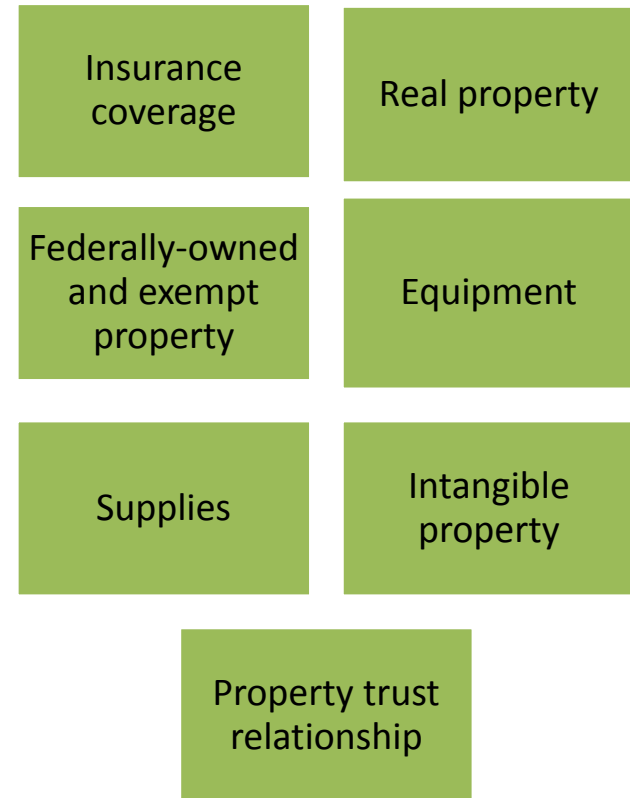 Insurance
coverage
Real property
Federally-owned
and exempt
property
Equipment
Supplies
Intangible
property
Property trust
relationship